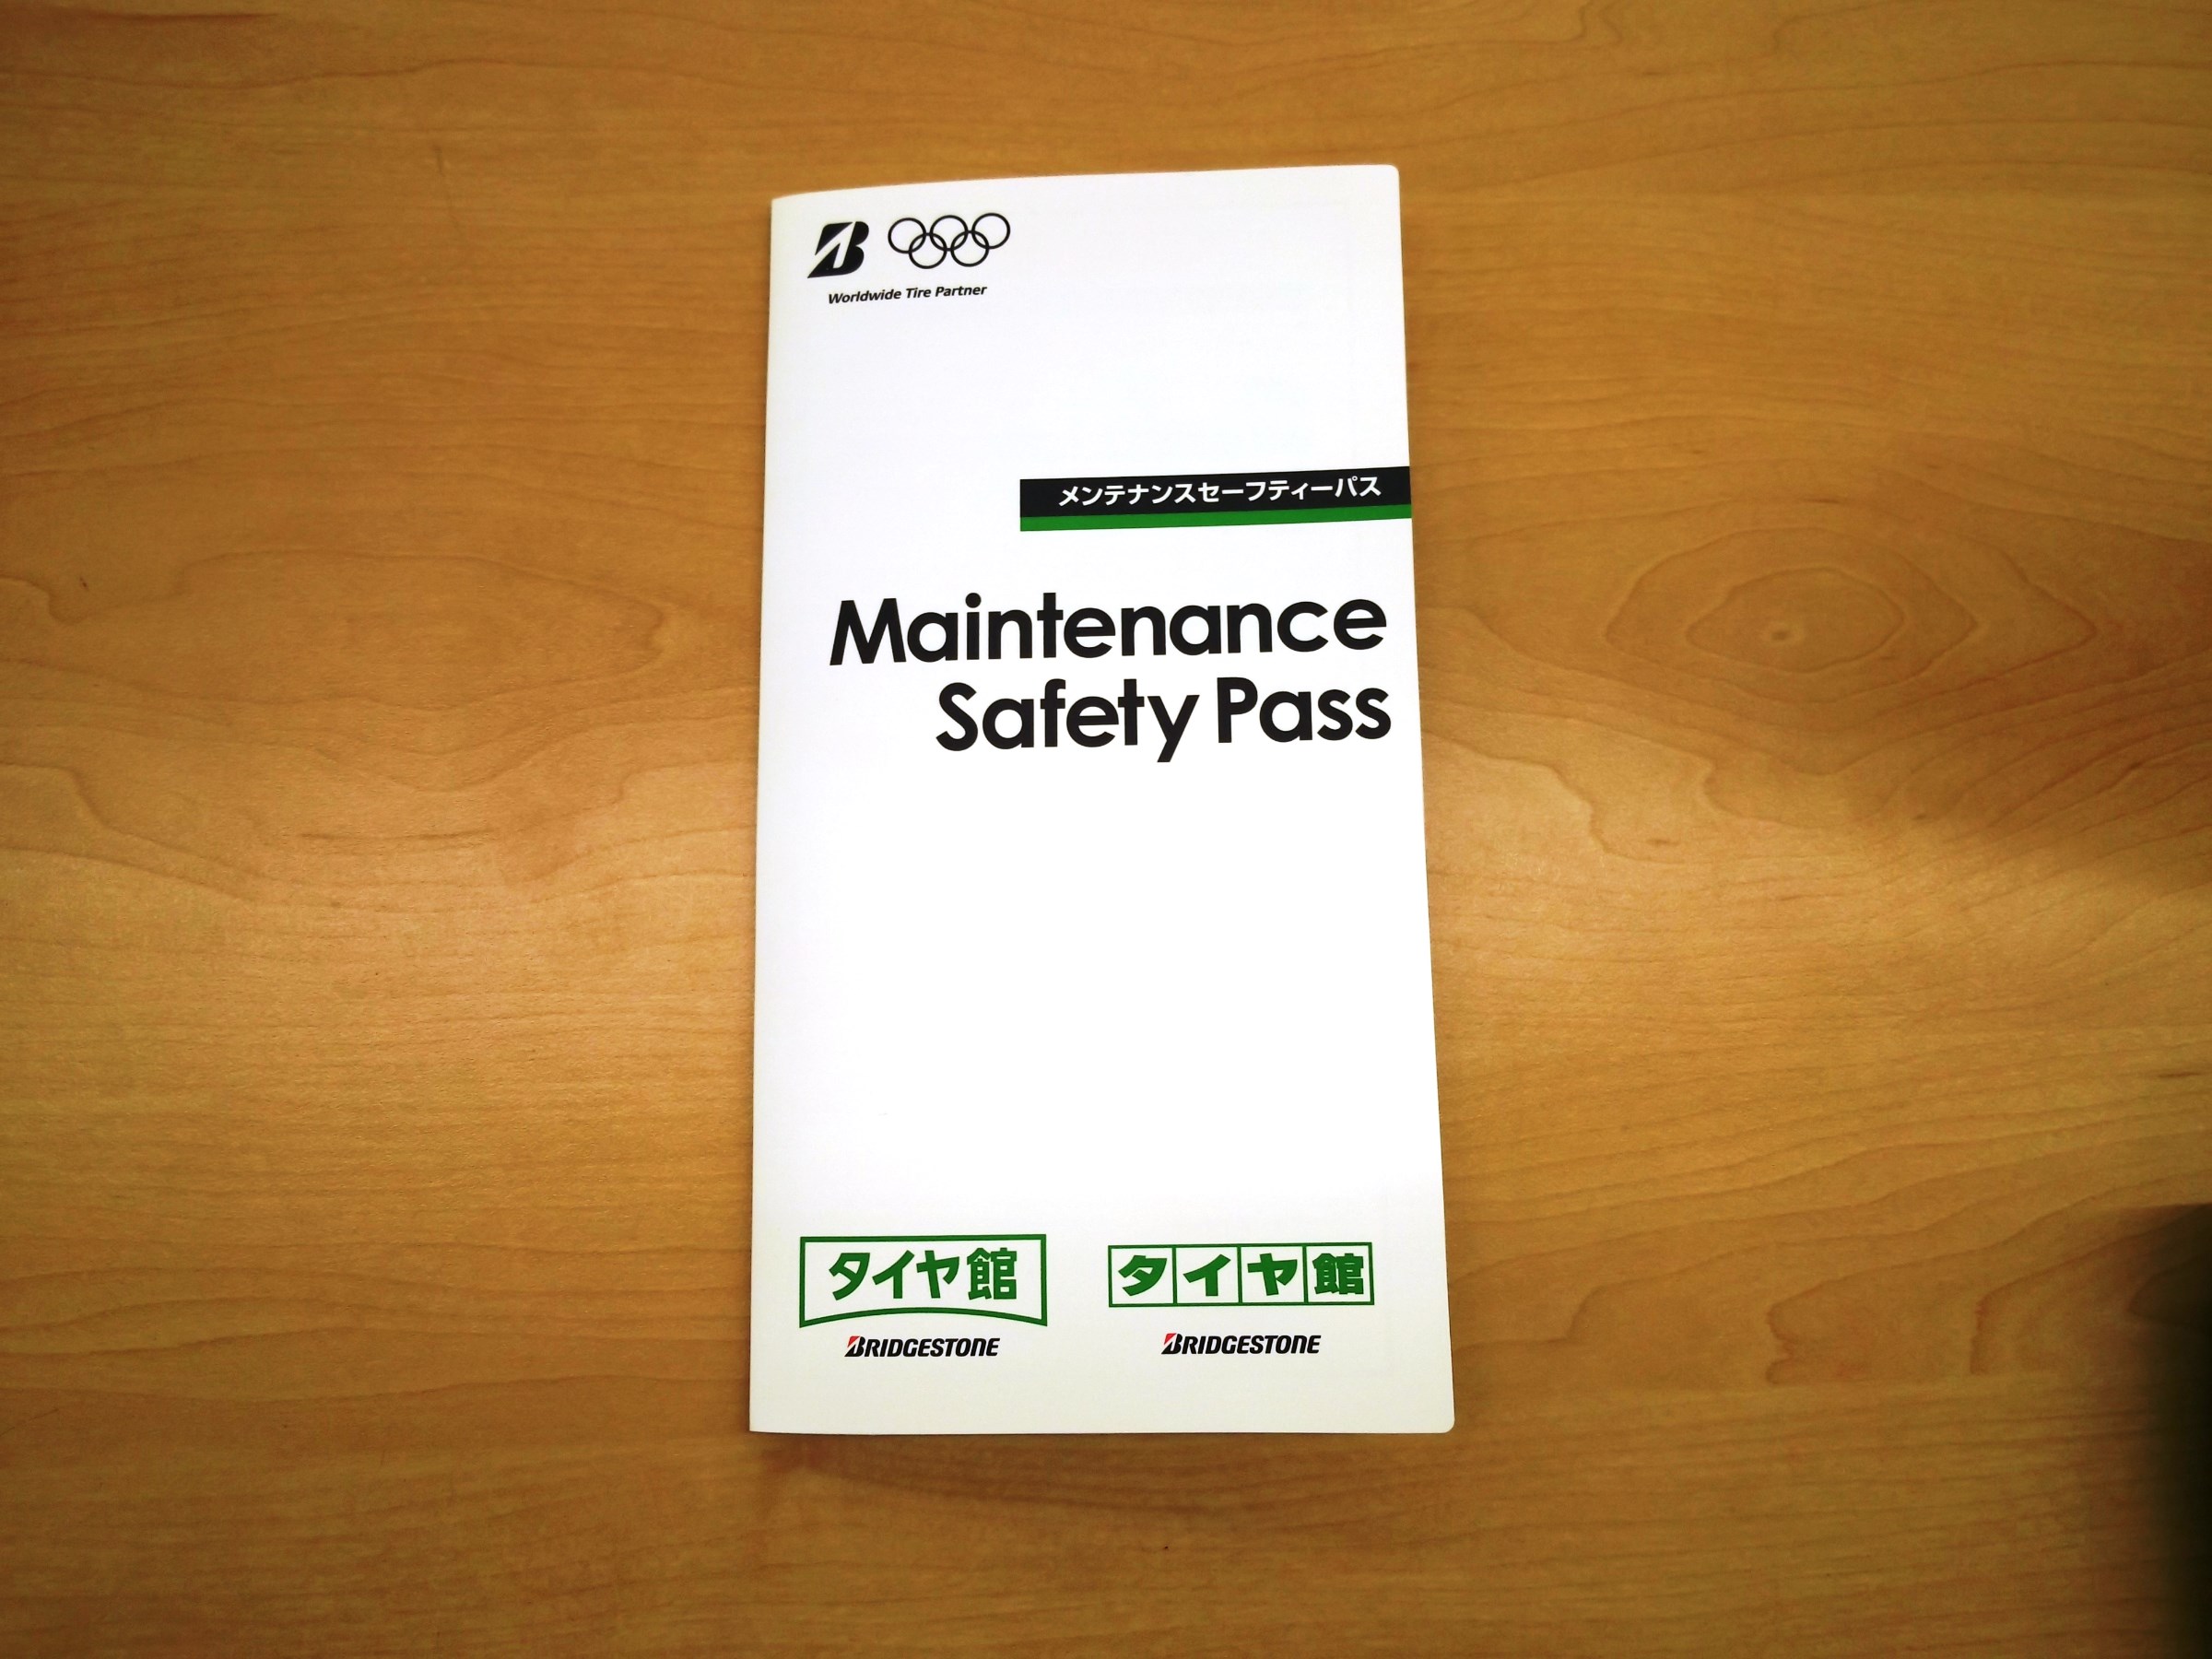 Worldwide Tire Partner
メンテナンスセーフティーパス
Maintenance
Safety Pass
タイヤ館
BRIDGESTONE
タイヤ館
BRIDGESTONE